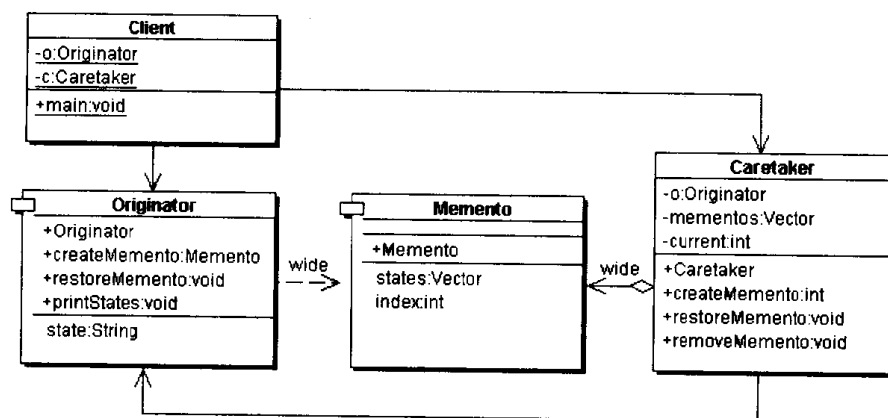 Client
-o:Originator
-c:Caretaker
+main:void
Originator
+Originator
+createMemento:Memento
+restoreMemento:void
+printStates:void
state:String
wide
Memento
+Memento
states:Vector
index:int
wide
Caretaker
-o:Originator
-mementos:Vector
-current:int
+Caretaker
+createMemento:int
+restoreMemento:void
+removeMemento:void